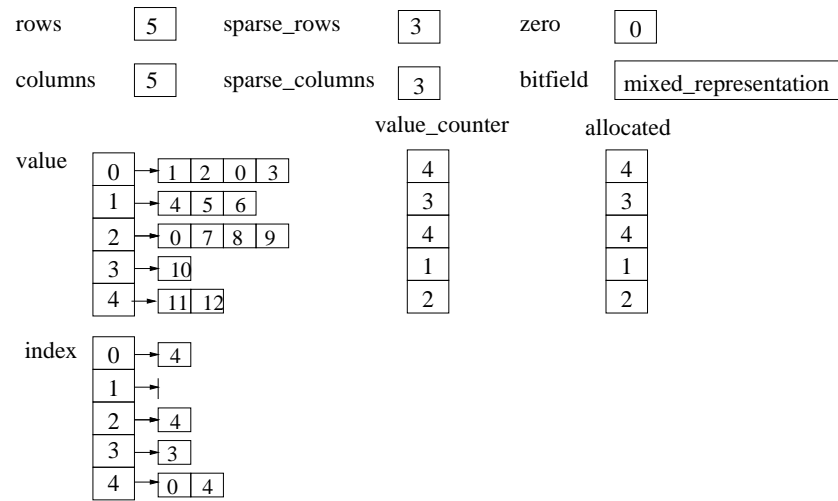 rows 5 sparse_rows 3 zero 0
columns 5 sparse_columns 3 bitfield mixed_representation
value_counter allocated
value 0 1 2 0 3 4 4
1 4 5 6 3 3
2 0 7 8 9 4 4
3 10 1 1
4 11 12 2 2
index 0 4
1
2 4
3 3
4 0 4